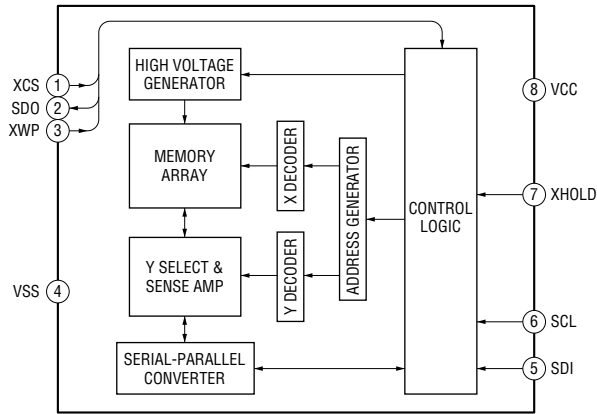 XCS 1
SDO 2
XWP 3
VSS 4
HIGH VOLTAGE
GENERATOR
MEMORY
ARRAY
Y SELECT &
SENSE AMP
SERIAL-PARALLEL
CONVERTER
X DECODER
Y DECODER
ADDRESS GENERATOR
CONTROL
LOGIC
8 VCC
7 XHOLD
6 SCL
5 SDI